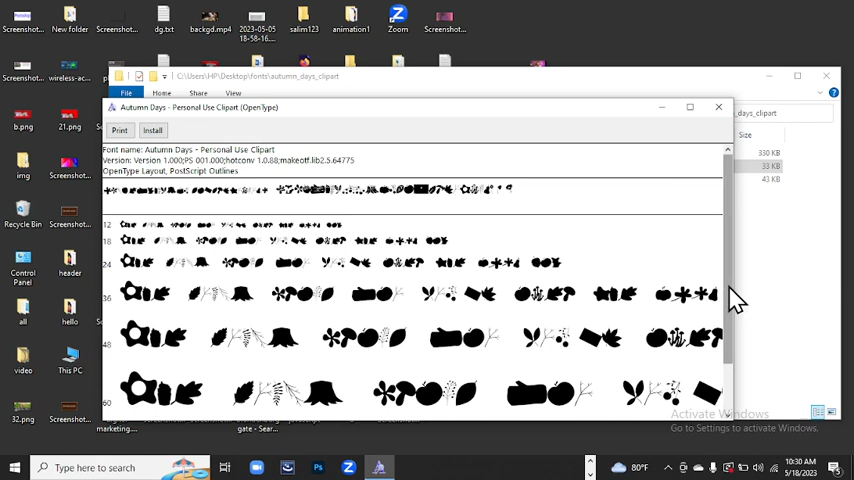 Screenshot...
New folder
Screenshot...
dg.txt
backgd.mp4
2023-05-05
18-58-16....
salim123
animation1
Zoom
Screenshot...
C:\Users\HP\Desktop\fonts\autumn_days_clipart
File
Home
Share
View
Screenshot...
wireless-ac...
Autumn Days - Personal Use Clipart (OpenType)
_days_clipart
Print
Install
Size
b.png
21.png
Font name: Autumn Days - Personal Use Clipart
Version: Version 1.000;PS 001.000;hotconv 1.0.88;makeotf.lib2.5.64775
OpenType Layout, PostScript Outlines
330 KB
33 KB
43 KB
img
Screenshot...
12
18
24
36
48
60
Recycle Bin
Screenshot...
Control
Panel
header
all
hello
video
This PC
32.png
Screenshot...
digital
marketing....
gate - Sear...
Activate Windows
Go to Settings to activate Windows.
Type here to search
Ps
80°F
10:30 AM
5/18/2023
5